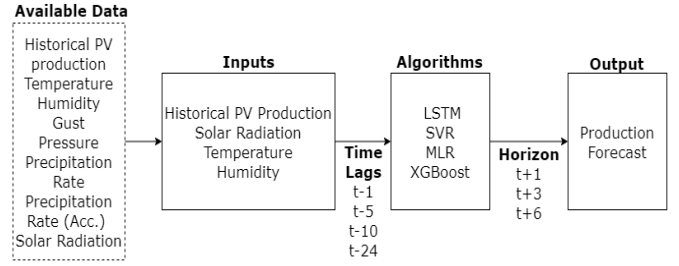 Available Data
Historical PV
production
Temperature
Humidity
Gust
Pressure
Precipitation
Rate
Precipitation
Rate (Acc.)
Solar Radiation
Inputs
Historical PV Production
Solar Radiation
Temperature
Humidity
Time
Lags
t-1
t-5
t-10
t-24
Algorithms
LSTM
SVR
MLR
XGBoost
Horizon
t+1
t+3
t+6
Output
Production
Forecast